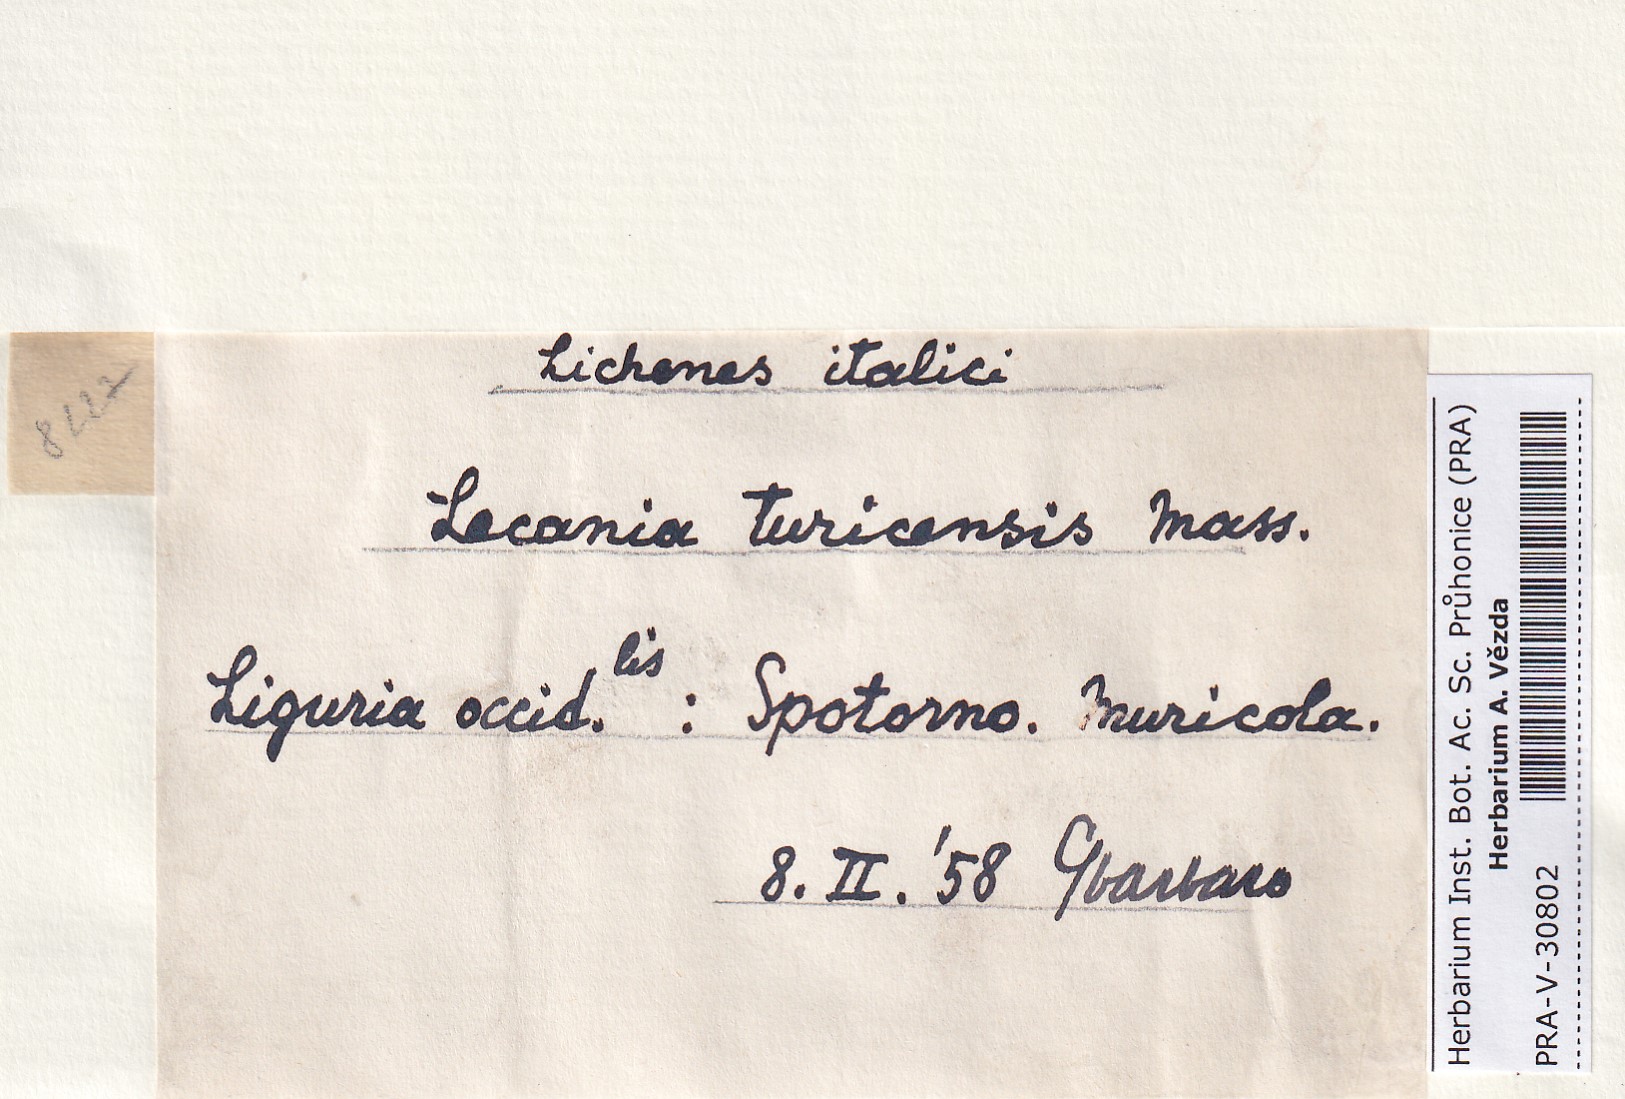 Lichenes italici
Lecania turicensis Mass.
Liguria occid.lis : Spotorno. Muricola.
8. II. '58 Gbarbaro
Herbarium Inst. Bot. Ac. Sc. Průhonice (PRA)
Herbarium A. Vězda
PRA-V-30802